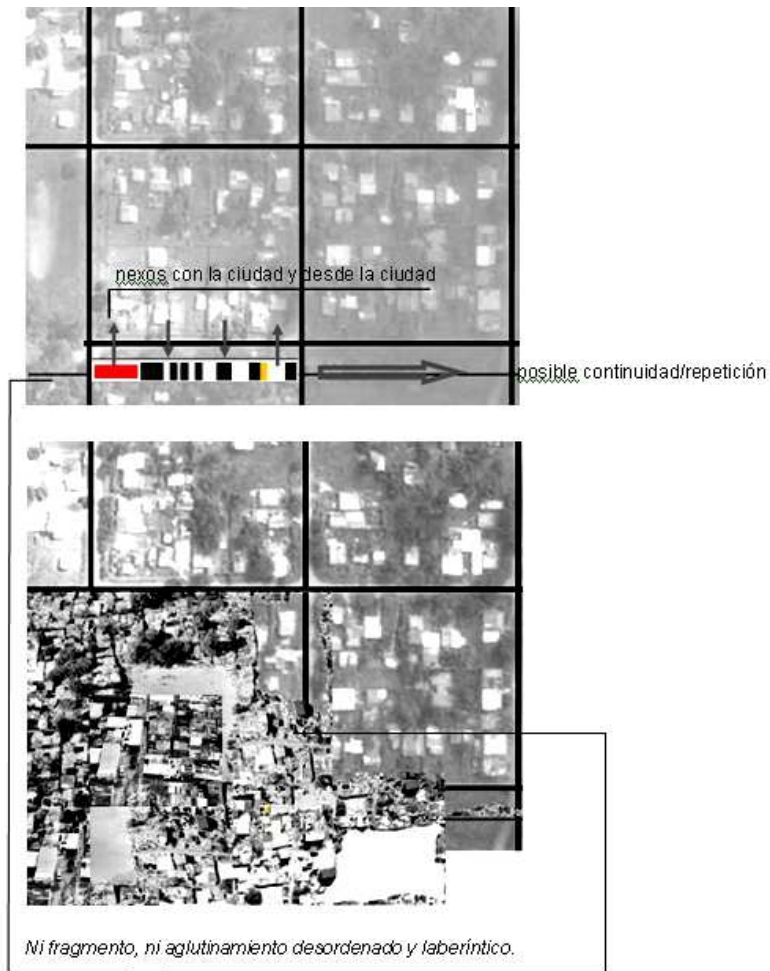 nexos con la ciudad y desde la ciudad
posible continuidad/repetición
Ni fragmento, ni aglutinamiento desordenado y laberíntico.